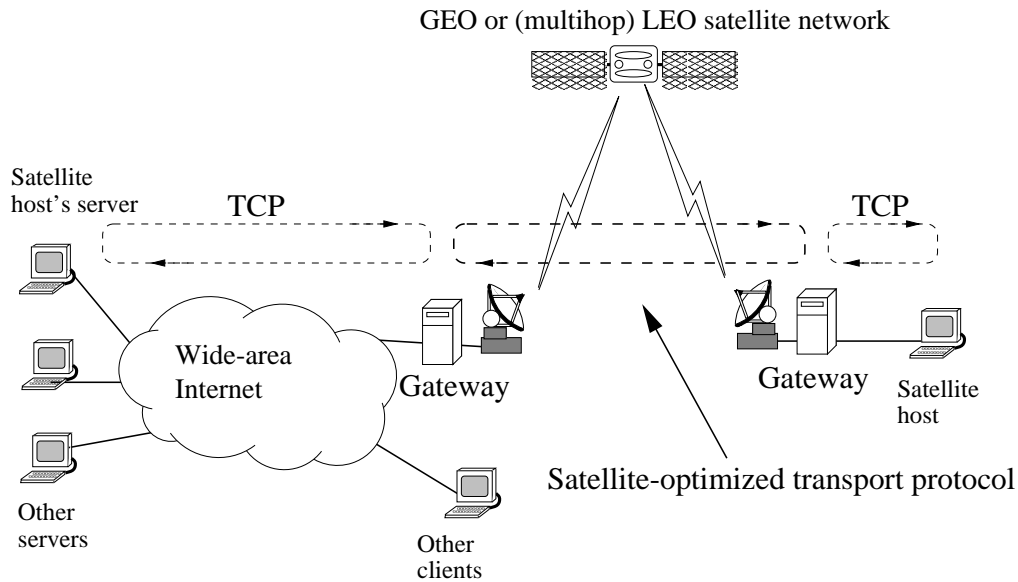 GEO or (multihop) LEO satellite network
Satellite
host's server
TCP
TCP
Wide-area
Internet
Gateway
Gateway
Satellite
host
Satellite-optimized transport protocol
Other
servers
Other
clients